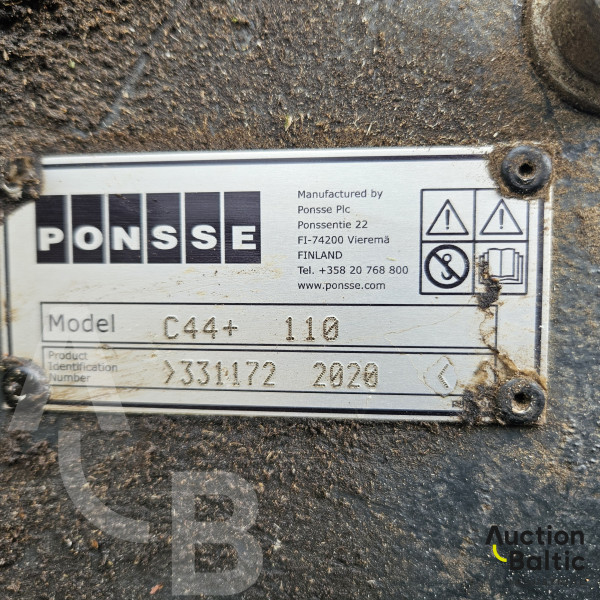 PONSSE
Manufactured by
Ponsse Plc
Ponssentie 22
FI-74200 Vieremä
FINLAND
Tel. +358 20 768 800
www.ponsse.com
Model C44+ 110
Product
Identification
Number
>331172 2020 <
A
C
B
Auction
Baltic